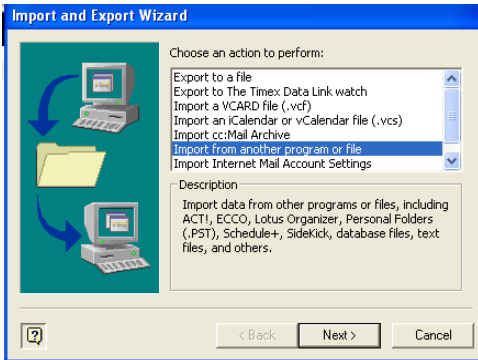 Import and Export Wizard
Choose an action to perform:
Export to a file
Export to The Timex Data Link watch
Import a VCARD file (.vcf)
Import an iCalendar or vCalendar file (.vcs)
Import cc:Mail Archive
Import from another program or file
Import Internet Mail Account Settings
Description
Import data from other programs or files, including
ACT!, ECCO, Lotus Organizer, Personal Folders
(.PST), Schedule+, SideKick, database files, text
files, and others.
? < Back Next > Cancel